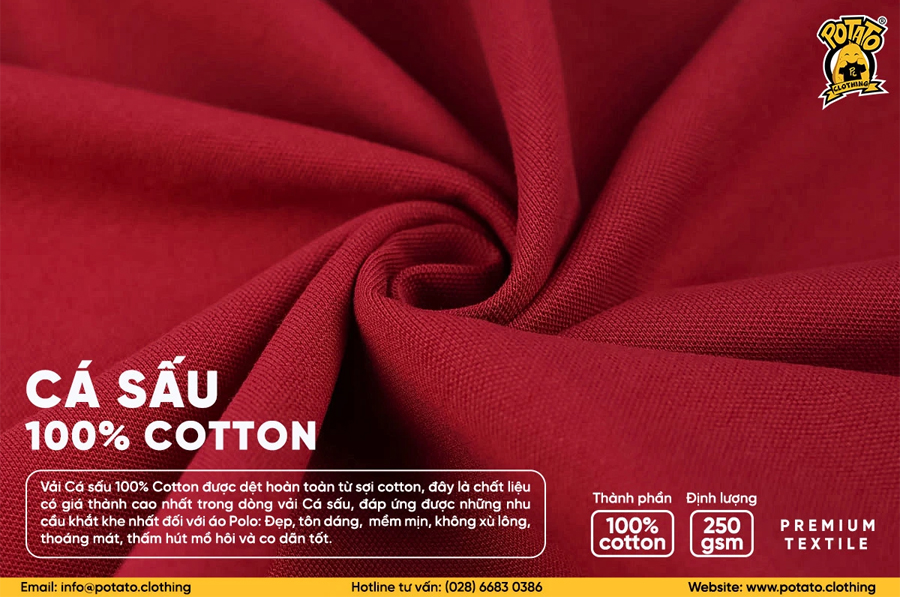 POTATO
®
PC
CLOTHING
CÁ SẤU
100% COTTON
Vải Cá sấu 100% Cotton được dệt hoàn toàn từ sợi cotton, đây là chất liệu
có giá thành cao nhất trong dòng vải Cá sấu, đáp ứng được những nhu
cầu khắt khe nhất đối với áo Polo: Đẹp, tôn dáng, mềm mịn, không xù lông,
thoáng mát, thấm hút mồ hôi và co dãn tốt.
Thành phần Định lượng
100% 250
cotton gsm
PREMIUM
TEXTILE
Email: info@potato.clothing Hotline tư vấn: (028) 6683 0386 Website: www.potato.clothing